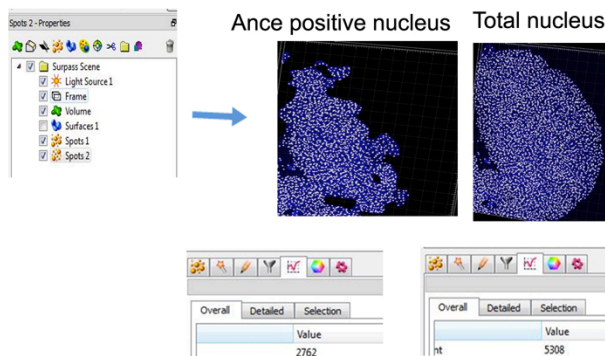 Spots 2 - Properties
Surpass Scene
Light Source 1
Frame
Volume
Surfaces 1
Spots 1
Spots 2
Ance positive nucleus
Total nucleus
Overall Detailed Selection
Value
2762
Overall Detailed Selection
Value
nt 5308